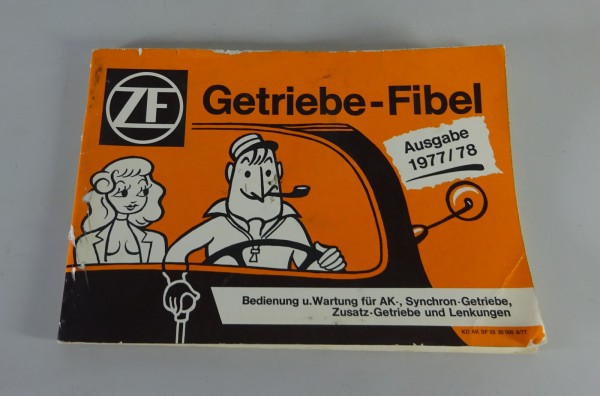 ZF
Getriebe-Fibel
Ausgabe
1977/78
Bedienung u. Wartung für AK-, Synchron-Getriebe,
Zusatz-Getriebe und Lenkungen